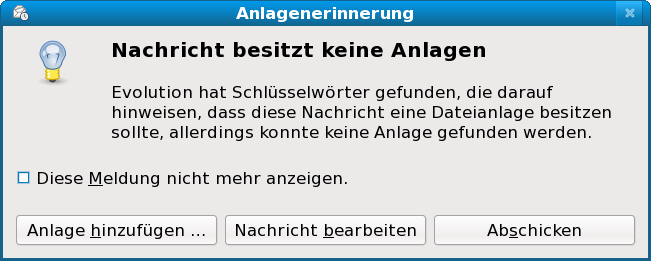 Anlagenerinnerung
Nachricht besitzt keine Anlagen
Evolution hat Schlüsselwörter gefunden, die darauf
hinweisen, dass diese Nachricht eine Dateianlage besitzen
sollte, allerdings konnte keine Anlage gefunden werden.
Diese Meldung nicht mehr anzeigen.
Anlage hinzufügen ...
Nachricht bearbeiten
Abschicken